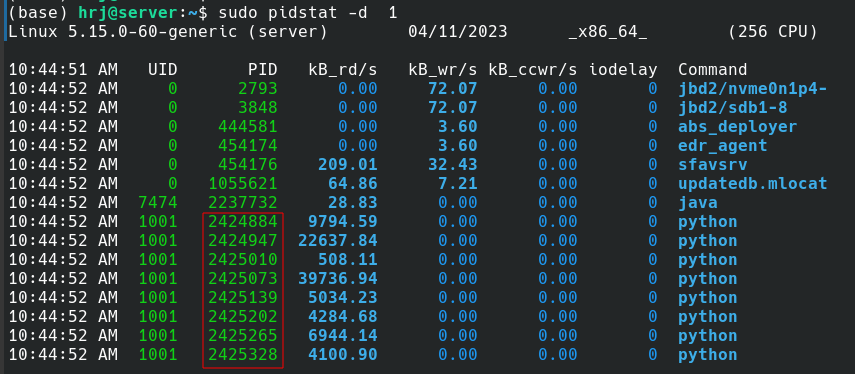 (base) hrj@server:~$ sudo pidstat -d  1
Linux 5.15.0-60-generic (server)        04/11/2023      _x86_64_        (256 CPU)
10:44:51 AM   UID       PID   kB_rd/s   kB_wr/s kB_ccwr/s iodelay  Command
10:44:52 AM     0      2793      0.00     72.07      0.00       0  jbd2/nvme0n1p4-
10:44:52 AM     0      3848      0.00     72.07      0.00       0  jbd2/sdb1-8
10:44:52 AM     0    444581      0.00      3.60      0.00       0  abs_deployer
10:44:52 AM     0    454174      0.00      3.60      0.00       0  edr_agent
10:44:52 AM     0    454176    209.01     32.43      0.00       0  sfavsrv
10:44:52 AM     0   1055621     64.86      7.21      0.00       0  updatedb.mlocat
10:44:52 AM  7474   2237732     28.83      0.00      0.00       0  java
10:44:52 AM  1001   2424884   9794.59      0.00      0.00       0  python
10:44:52 AM  1001   2424947  22637.84      0.00      0.00       0  python
10:44:52 AM  1001   2425010    508.11      0.00      0.00       0  python
10:44:52 AM  1001   2425073  39736.94      0.00      0.00       0  python
10:44:52 AM  1001   2425139   5034.23      0.00      0.00       0  python
10:44:52 AM  1001   2425202   4284.68      0.00      0.00       0  python
10:44:52 AM  1001   2425265   6944.14      0.00      0.00       0  python
10:44:52 AM  1001   2425328   4100.90      0.00      0.00       0  python